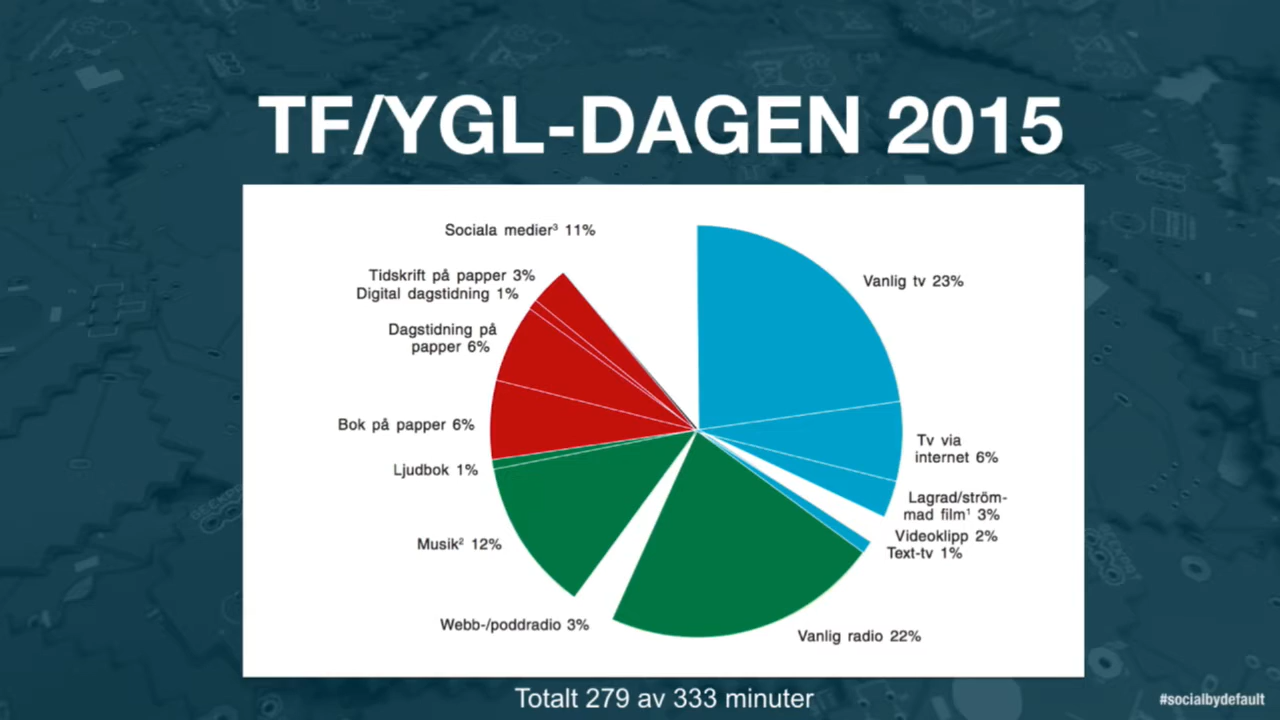 TF/YGL-DAGEN 2015
Sociala medier³ 11%
Tidskrift på papper 3%
Digital dagstidning 1%
Dagstidning på
papper 6%
Bok på papper 6%
Ljudbok 1%
Musik² 12%
Webb-/poddradio 3%
Vanlig tv 23%
Tv via
internet 6%
Lagrad/ström-
mad film¹ 3%
Videoklipp 2%
Text-tv 1%
Vanlig radio 22%
Totalt 279 av 333 minuter
#socialbydefault